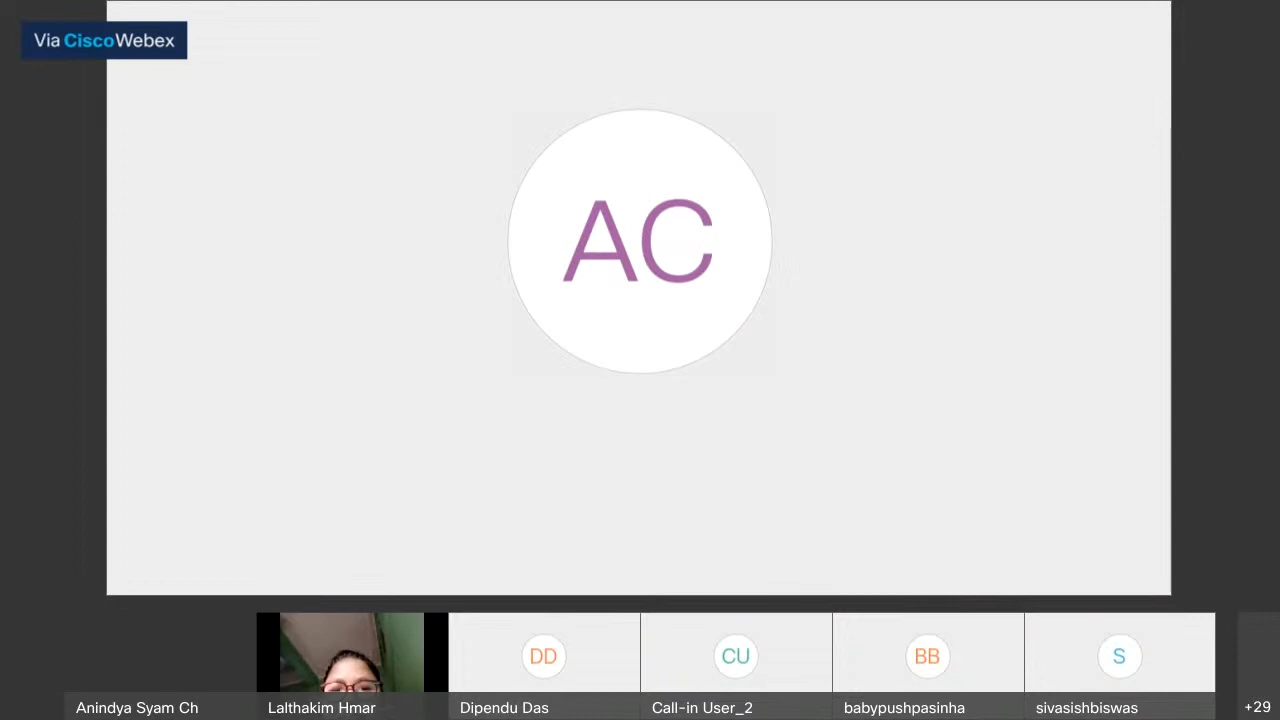 Via CiscoWebex
AC
DD
CU
BB
S
Anindya Syam Ch
Lalthakim Hmar
Dipendu Das
Call-in User_2
babypushpasinha
sivasishbiswas
+29